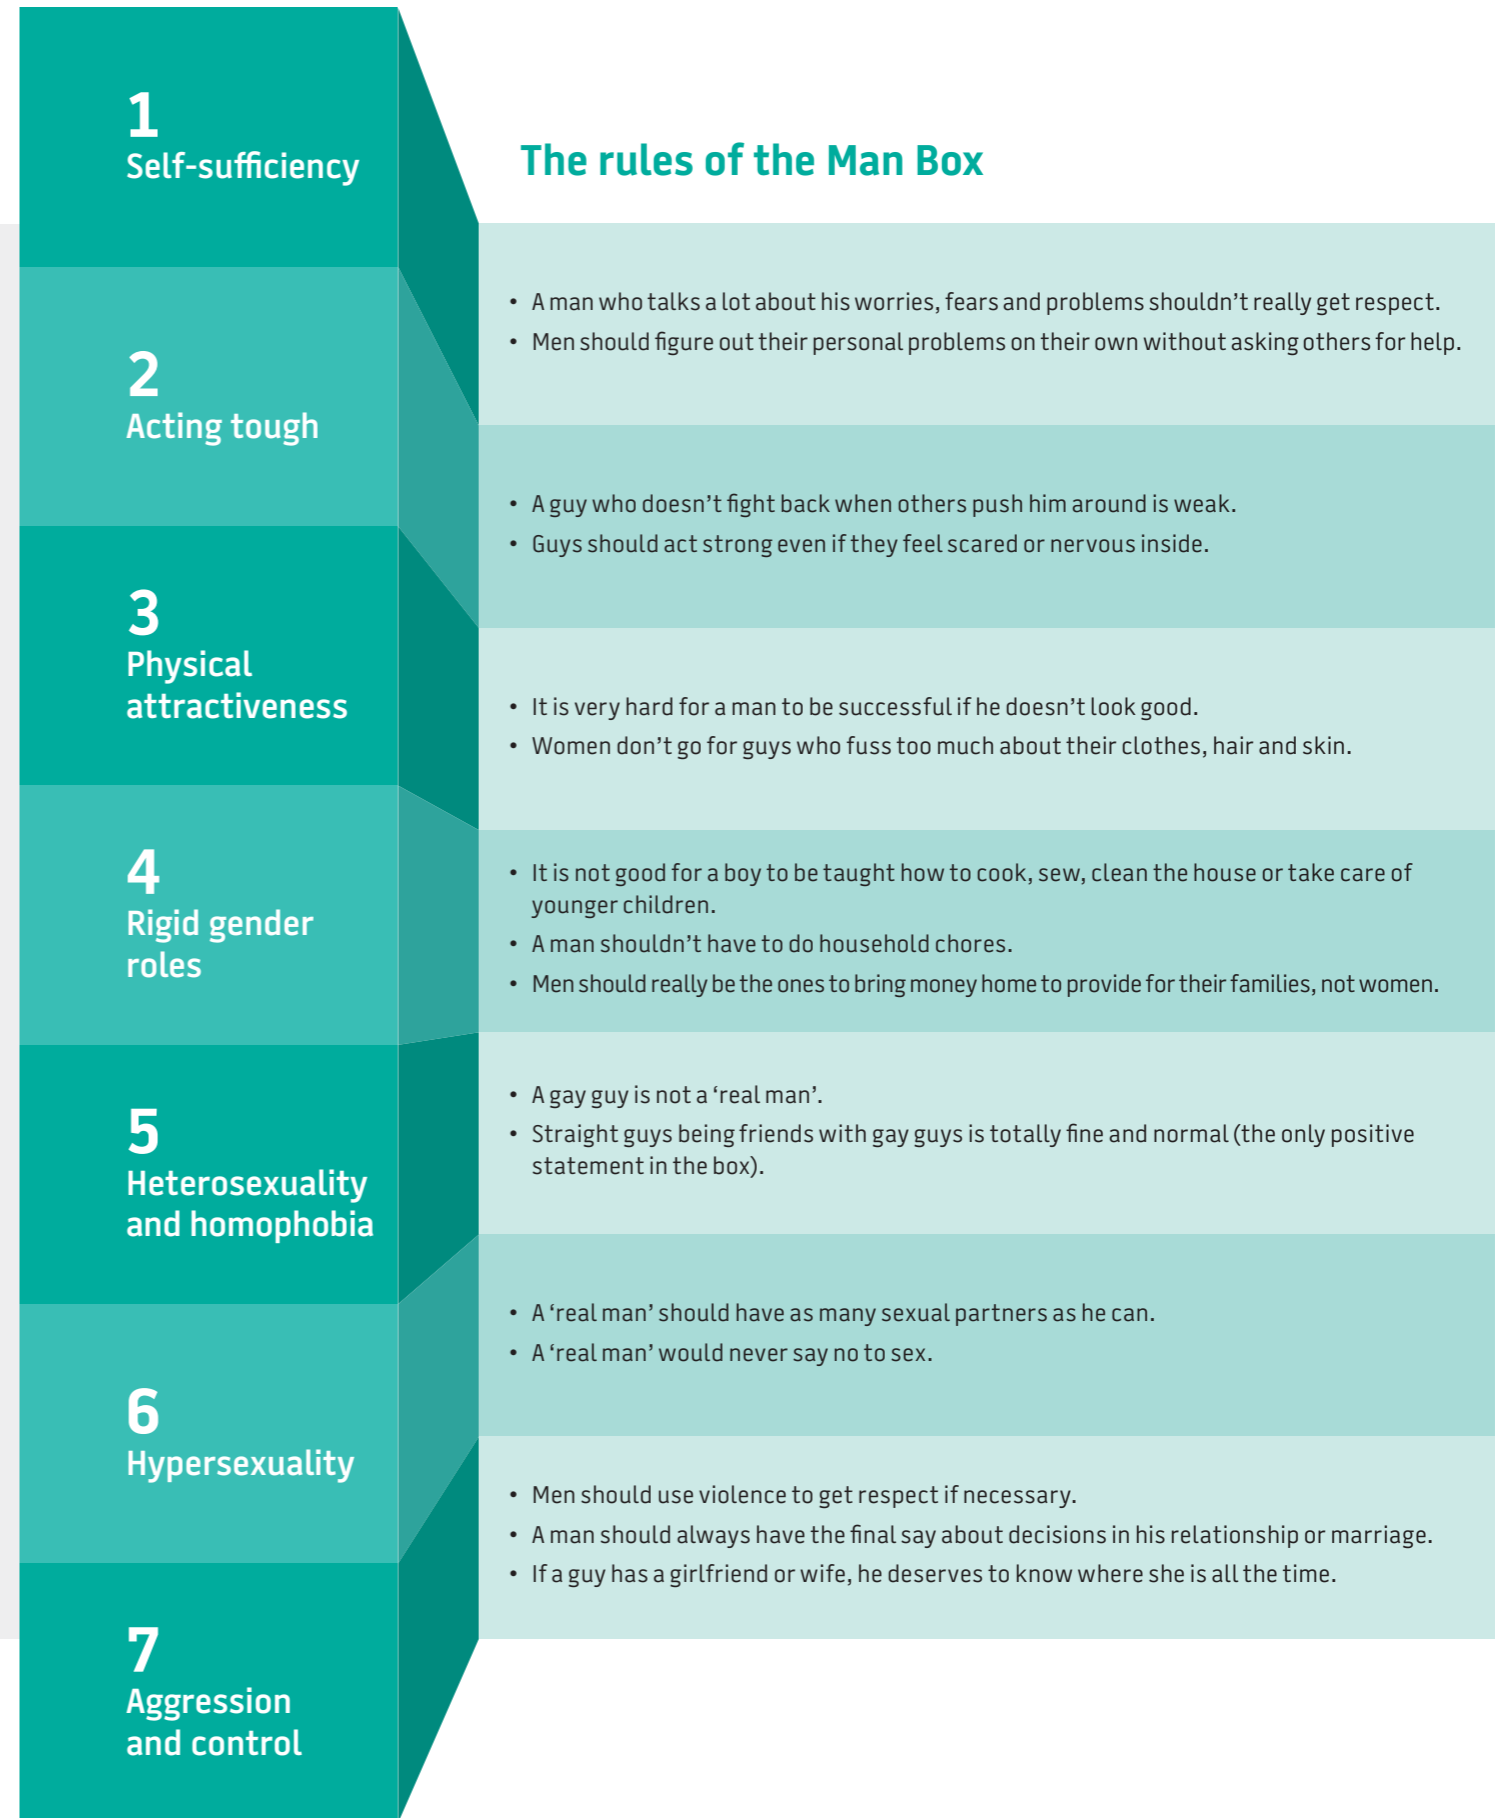 1
Self-sufficiency
The rules of the Man Box
• A man who talks a lot about his worries, fears and problems shouldn’t really get respect.
• Men should figure out their personal problems on their own without asking others for help.
2
Acting tough
• A guy who doesn’t fight back when others push him around is weak.
• Guys should act strong even if they feel scared or nervous inside.
3
Physical
attractiveness
• It is very hard for a man to be successful if he doesn’t look good.
• Women don’t go for guys who fuss too much about their clothes, hair and skin.
4
Rigid gender
roles
• It is not good for a boy to be taught how to cook, sew, clean the house or take care of
younger children.
• A man shouldn’t have to do household chores.
• Men should really be the ones to bring money home to provide for their families, not women.
5
Heterosexuality
and homophobia
• A gay guy is not a ‘real man’.
• Straight guys being friends with gay guys is totally fine and normal (the only positive
statement in the box).
6
Hypersexuality
• A ‘real man’ should have as many sexual partners as he can.
• A ‘real man’ would never say no to sex.
7
Aggression
and control
• Men should use violence to get respect if necessary.
• A man should always have the final say about decisions in his relationship or marriage.
• If a guy has a girlfriend or wife, he deserves to know where she is all the time.